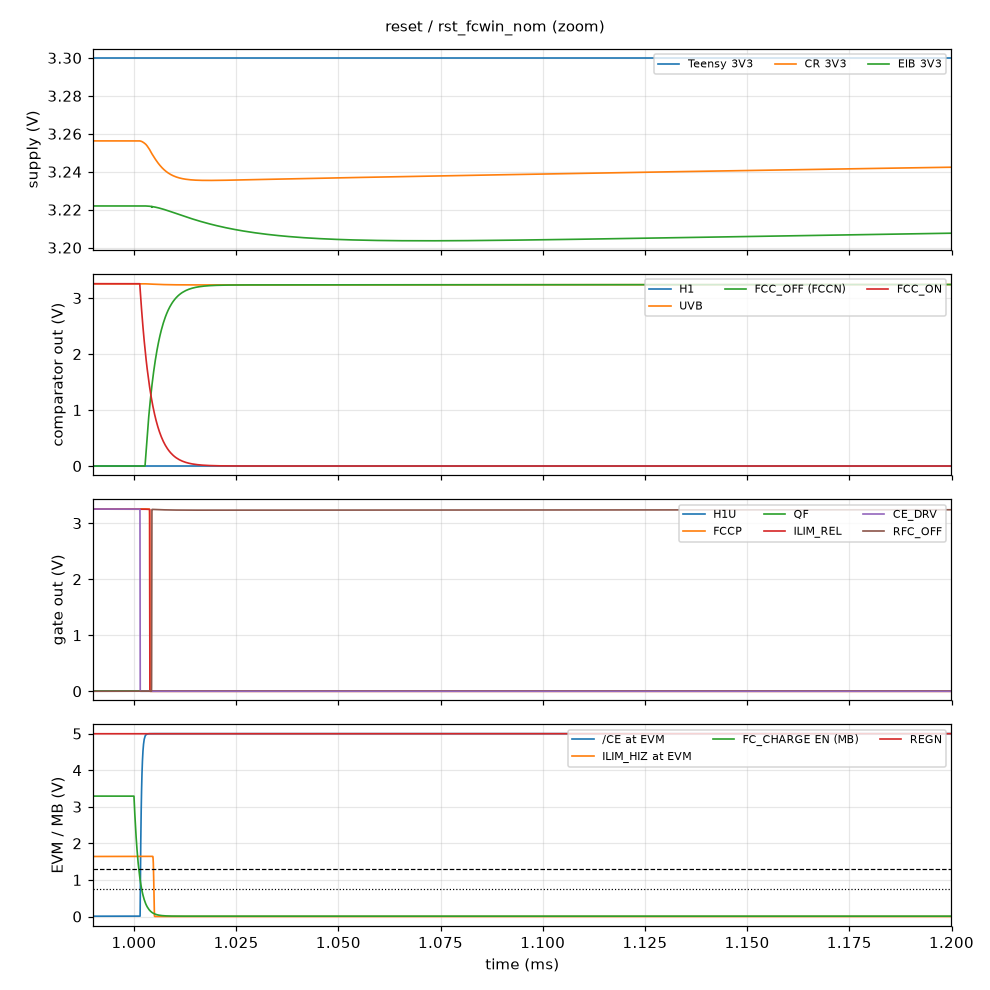 reset / rst_fcwin_nom (zoom)
3.30
3.28
3.26
3.24
3.22
3.20
supply (V)
Teensy 3V3 CR 3V3 EIB 3V3
3
2
1
0
comparator out (V)
H1 FCC_OFF (FCCN) FCC_ON
UVB
3
2
1
0
gate out (V)
H1U QF CE_DRV
FCCP ILIM_REL RFC_OFF
5
4
3
2
1
0
EVM / MB (V)
/CE at EVM FC_CHARGE EN (MB) REGN
ILIM_HIZ at EVM
1.000 1.025 1.050 1.075 1.100 1.125 1.150 1.175 1.200
time (ms)